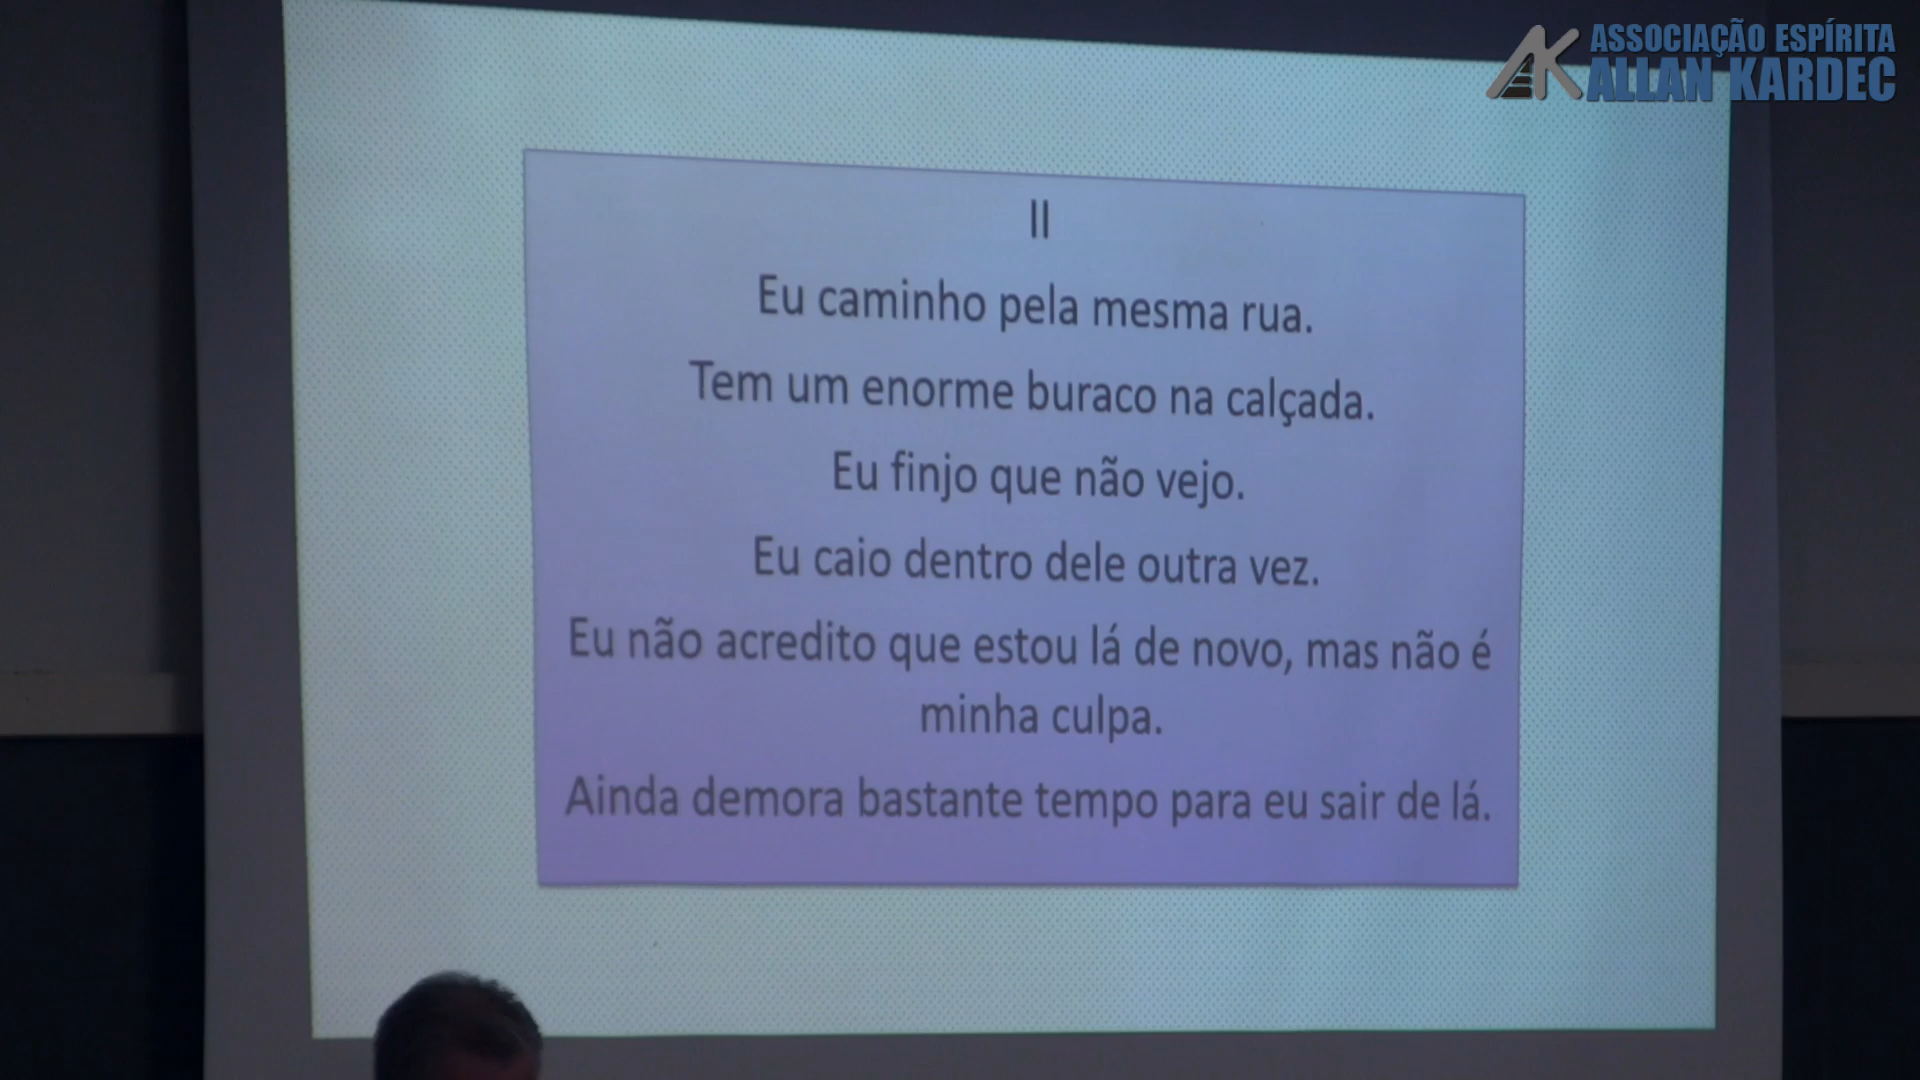 ASSOCIAÇÃO ESPÍRITA
ALLAN KARDEC
II
Eu caminho pela mesma rua.
Tem um enorme buraco na calçada.
Eu finjo que não vejo.
Eu caio dentro dele outra vez.
Eu não acredito que estou lá de novo, mas não é
minha culpa.
Ainda demora bastante tempo para eu sair de lá.